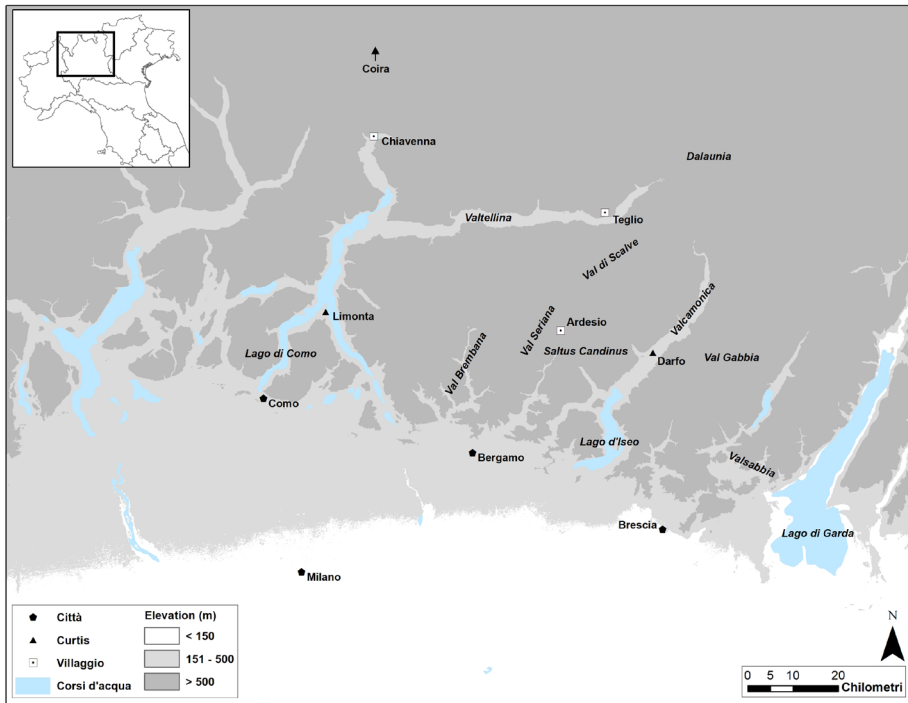 Coira
Chiavenna
Dalaunia
Valtellina
Teglio
Val di Scalve
Valcamonica
Limonta
Ardesio
Val Seriana
Val Brembana
Saltus Candinus
Lago di Como
Darfo
Val Gabbia
Como
Lago d'Iseo
Bergamo
Valsabbia
Brescia
Lago di Garda
Milano
Città
Curtis
Villaggio
Corsi d'acqua
Elevation (m)
< 150
151 - 500
> 500
N
0 5 10 20
Chilometri